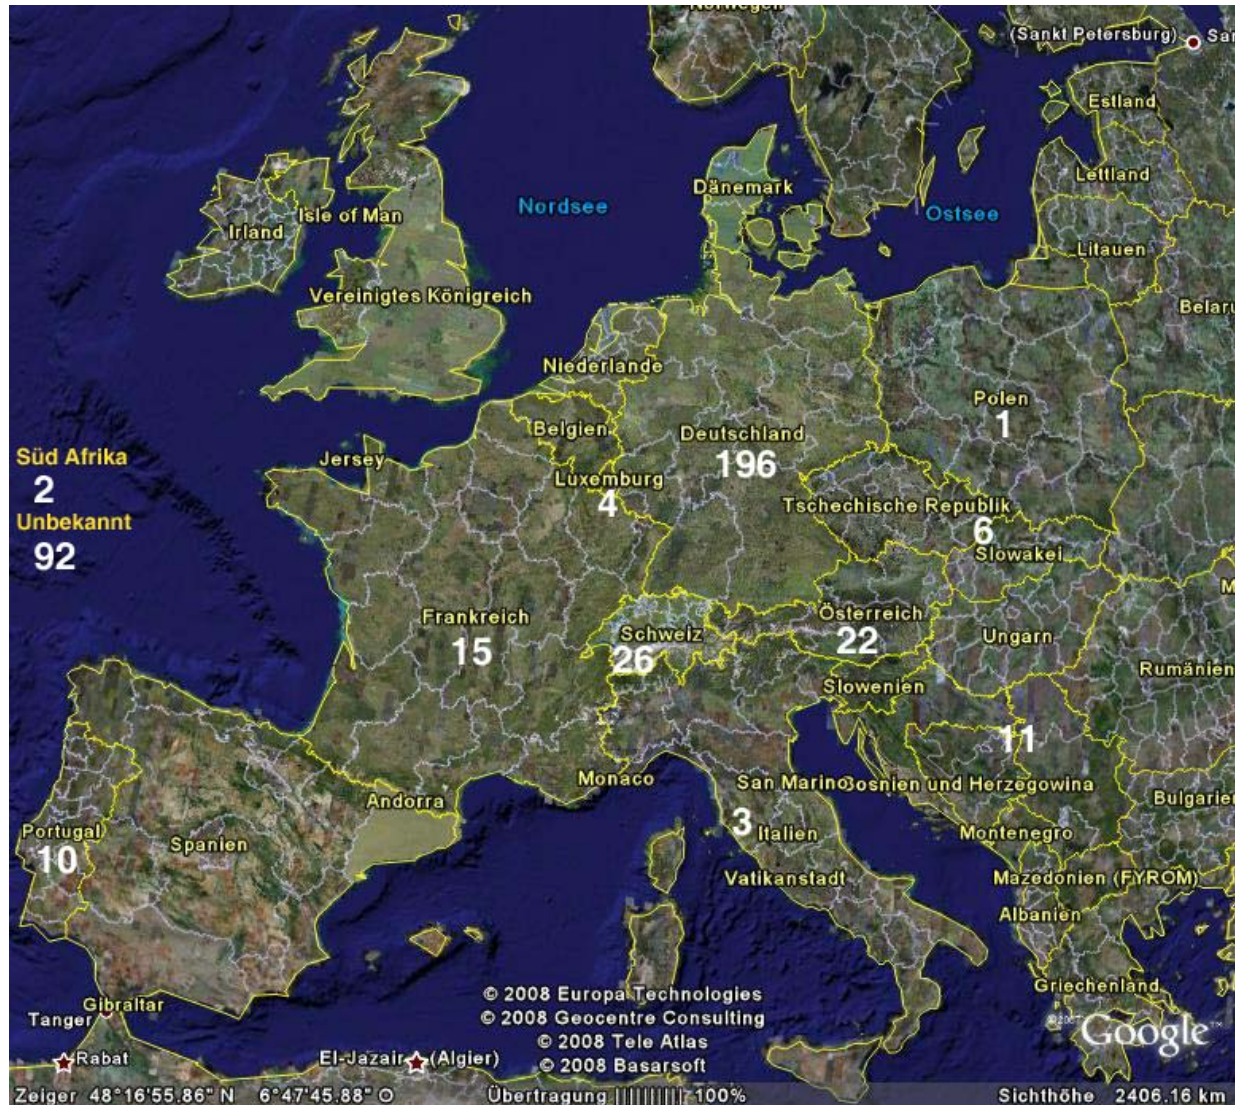 Norwegen
(Sankt Petersburg)
Estland
Lettland
Dänemark
Nordsee
Ostsee
Isle of Man
Irland
Litauen
Vereinigtes Königreich
Niederlande
Polen
1
Belgien
Deutschland
196
Süd Afrika
2
Jersey
Luxemburg
4
Tschechische Republik
6
Unbekannt
92
Slowakei
Frankreich
15
Schweiz
26
Österreich
22
Ungarn
Rumänien
Slowenien
11
Monaco
San Marino
Bosnien und Herzegowina
Andorra
Bulgarien
Portugal
10
Spanien
3
Italien
Montenegro
Vatikanstadt
Mazedonien (FYROM)
Albanien
Griechenland
Gibraltar
Tanger
© 2008 Europa Technologies
© 2008 Geocentre Consulting
© 2008 Tele Atlas
© 2008 Basarsoft
Google™
Rabat
El-Jazair (Algier)
Zeiger 48°16'55.86" N 6°47'45.88" O
Übertragung |||||||||| 100%
Sichthöhe 2406.16 km